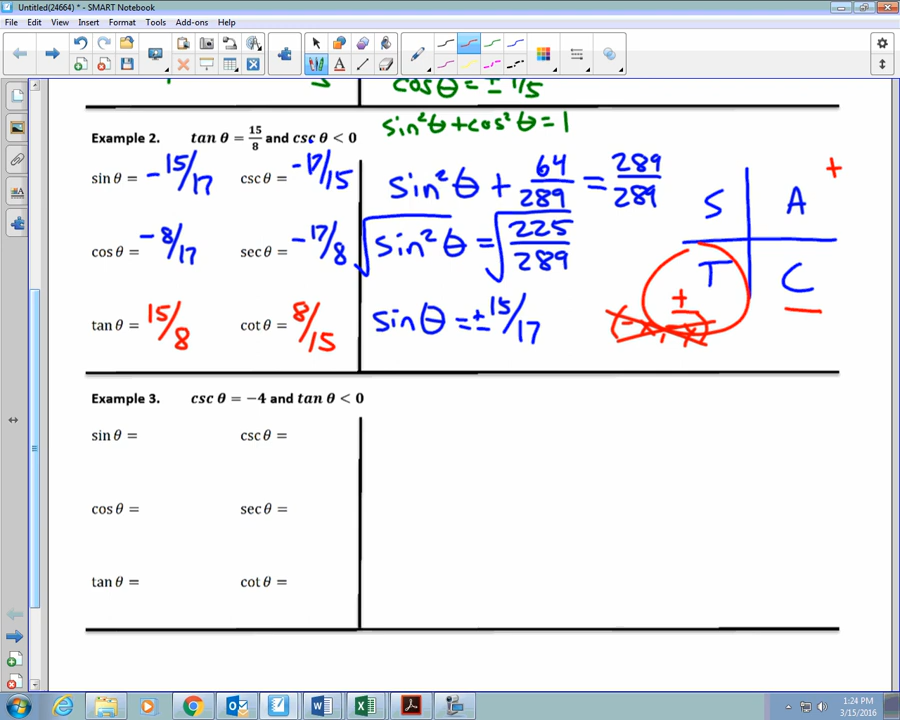 Untitled(24664) * - SMART Notebook
File Edit View Insert Format Tools Add-ons Help
cos θ = ± 1/5
sin²θ + cos²θ = 1
Example 2. tan θ = 15/8 and csc θ < 0
sin θ = -15/17 csc θ = -17/15
sin²θ + 64/289 = 289/289
S A +
cos θ = -8/17 sec θ = -17/8
√sin²θ = √225/289
T C
+
tan θ = 15/8 cot θ = 8/15
sin θ = ± 15/17
Example 3. csc θ = −4 and tan θ < 0
sin θ = csc θ =
cos θ = sec θ =
tan θ = cot θ =
1:24 PM
3/15/2016